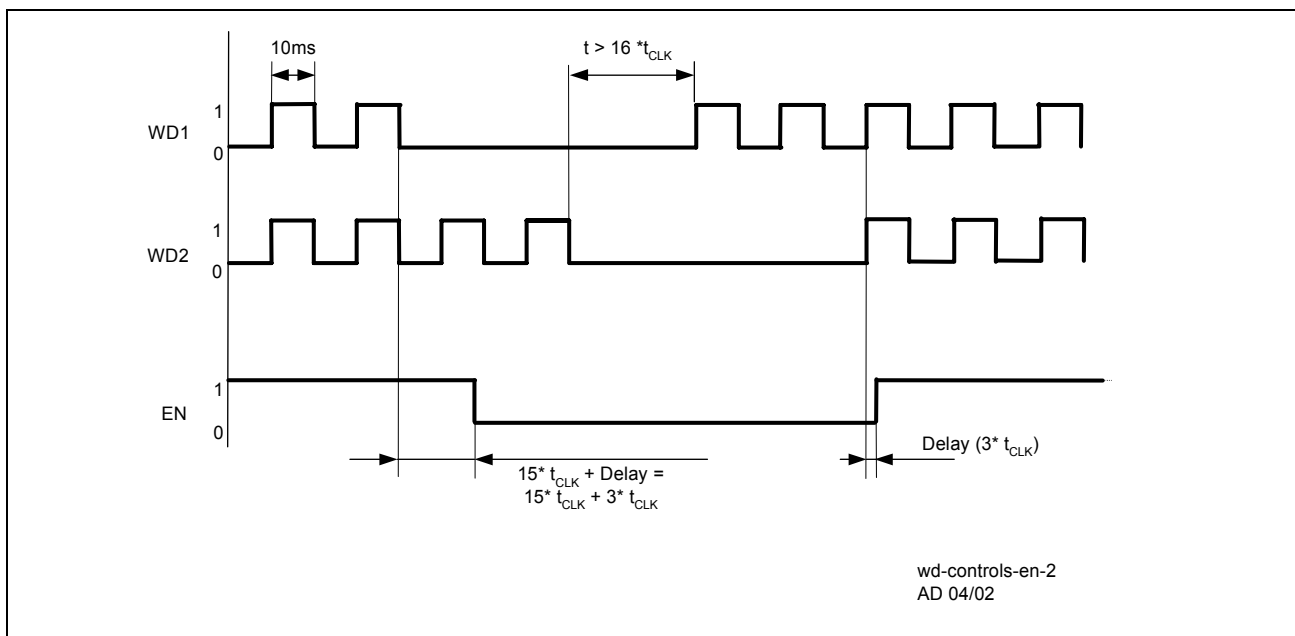 10ms
t > 16 *tCLK
1
WD1
0
1
WD2
0
1
EN
0
Delay (3* tCLK)
15* tCLK + Delay =
15* tCLK + 3* tCLK
wd-controls-en-2
AD 04/02